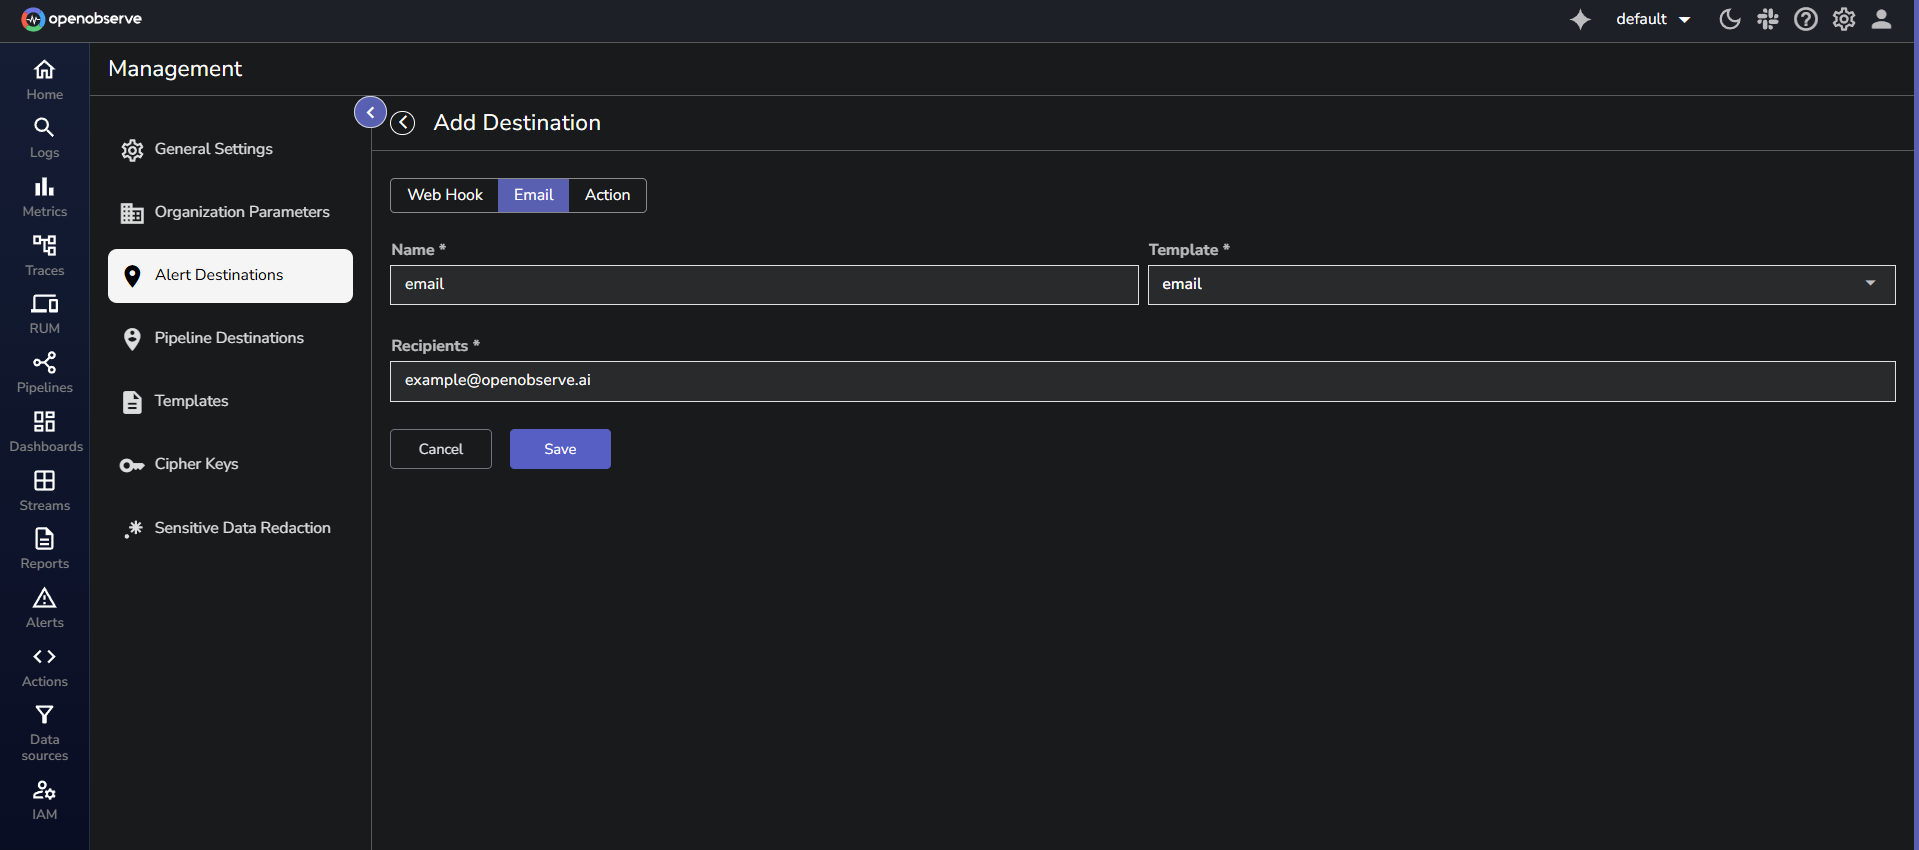 openobserve
default
Management
Home
Logs
Metrics
Traces
RUM
Pipelines
Dashboards
Streams
Reports
Alerts
Actions
Data
sources
IAM
General Settings
Organization Parameters
Alert Destinations
Pipeline Destinations
Templates
Cipher Keys
Sensitive Data Redaction
Add Destination
Web Hook Email Action
Name * Template *
email email
Recipients *
example@openobserve.ai
Cancel Save